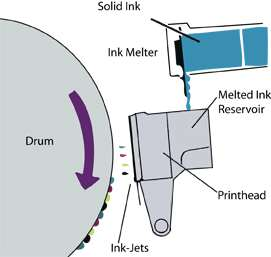 Solid Ink
Ink Melter
Melted Ink
Reservoir
Drum
Printhead
Ink-Jets